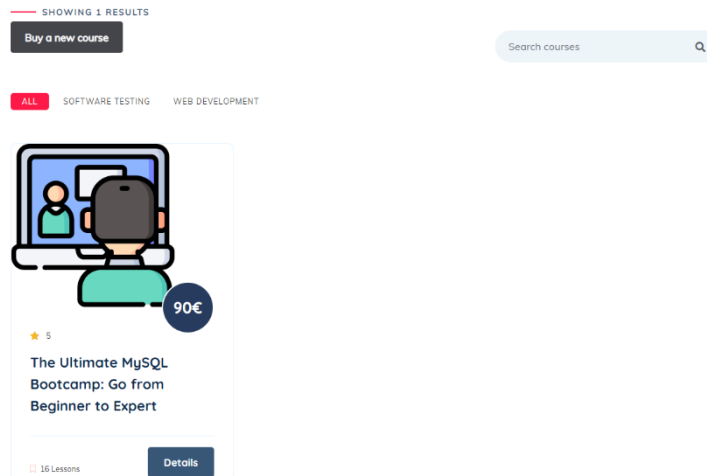 SHOWING 1 RESULTS
Buy a new course
Search courses
ALL SOFTWARE TESTING WEB DEVELOPMENT
90€
5
The Ultimate MySQL
Bootcamp: Go from
Beginner to Expert
16 Lessons
Details